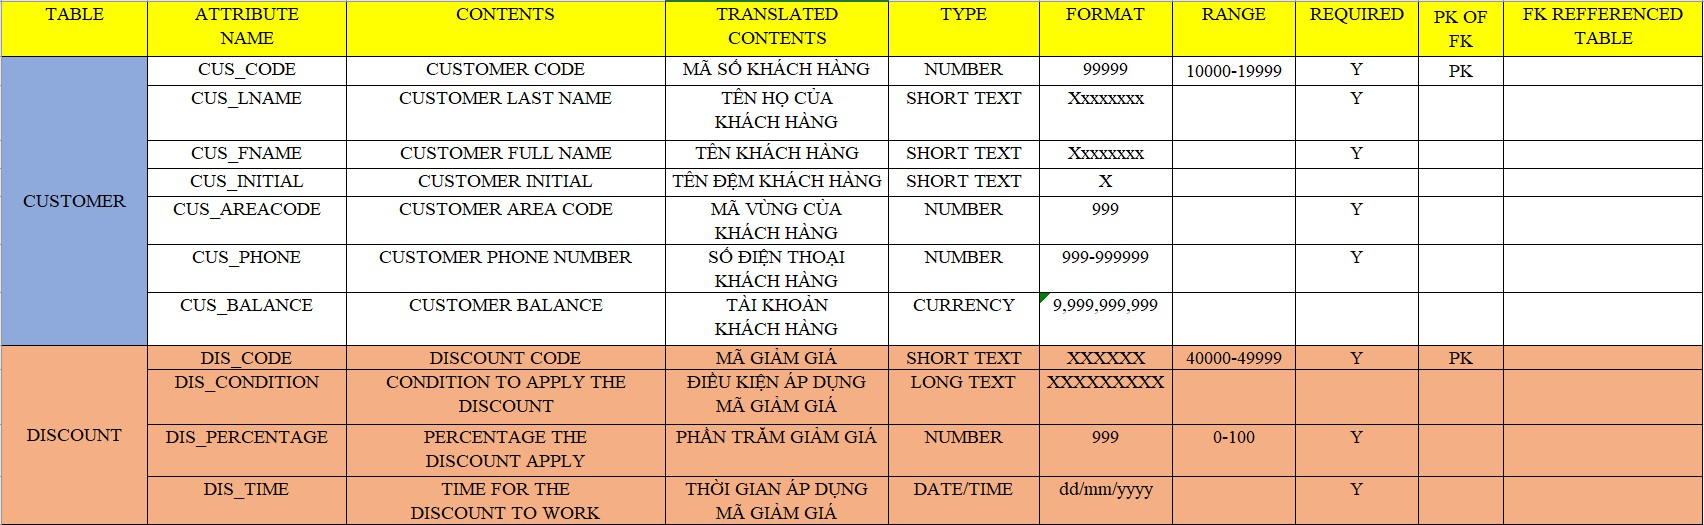 TABLE
ATTRIBUTE
NAME
CONTENTS
TRANSLATED
CONTENTS
TYPE
FORMAT
RANGE
REQUIRED
PK OF
FK
FK REFFERENCED
TABLE
CUSTOMER
CUS_CODE
CUSTOMER CODE
MÃ SỐ KHÁCH HÀNG
NUMBER
99999
10000-19999
Y
PK
CUS_LNAME
CUSTOMER LAST NAME
TÊN HỌ CỦA
KHÁCH HÀNG
SHORT TEXT
Xxxxxxxx
Y
CUS_FNAME
CUSTOMER FULL NAME
TÊN KHÁCH HÀNG
SHORT TEXT
Xxxxxxxx
Y
CUS_INITIAL
CUSTOMER INITIAL
TÊN ĐỆM KHÁCH HÀNG
SHORT TEXT
X
CUS_AREACODE
CUSTOMER AREA CODE
MÃ VÙNG CỦA
KHÁCH HÀNG
NUMBER
999
Y
CUS_PHONE
CUSTOMER PHONE NUMBER
SỐ ĐIỆN THOẠI
KHÁCH HÀNG
NUMBER
999-999999
Y
CUS_BALANCE
CUSTOMER BALANCE
TÀI KHOẢN
KHÁCH HÀNG
CURRENCY
9,999,999,999
DISCOUNT
DIS_CODE
DISCOUNT CODE
MÃ GIẢM GIÁ
SHORT TEXT
XXXXXX
40000-49999
Y
PK
DIS_CONDITION
CONDITION TO APPLY THE
DISCOUNT
ĐIỀU KIỆN ÁP DỤNG
MÃ GIẢM GIÁ
LONG TEXT
XXXXXXXXX
DIS_PERCENTAGE
PERCENTAGE THE
DISCOUNT APPLY
PHẦN TRĂM GIẢM GIÁ
NUMBER
999
0-100
Y
DIS_TIME
TIME FOR THE
DISCOUNT TO WORK
THỜI GIAN ÁP DỤNG
MÃ GIẢM GIÁ
DATE/TIME
dd/mm/yyyy
Y